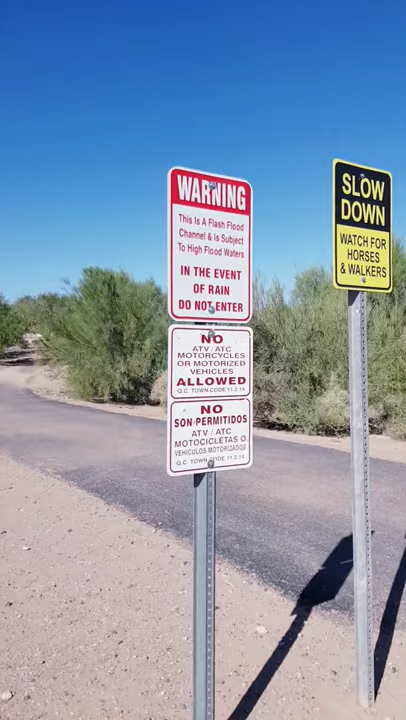 WARNING
This Is A Flash Flood
Channel & Is Subject
To High Flood Waters
IN THE EVENT
OF RAIN
DO NOT ENTER
NO
ATV / ATC
MOTORCYCLES
OR MOTORIZED
VEHICLES
ALLOWED
Q.C. TOWN CODE 11.3.14
NO
SON PERMITIDOS
ATV / ATC
MOTOCICLETAS O
VEHICULOS MOTORIZADOS
Q.C. TOWN CODE 11.3.14
SLOW
DOWN
WATCH FOR
HORSES
& WALKERS